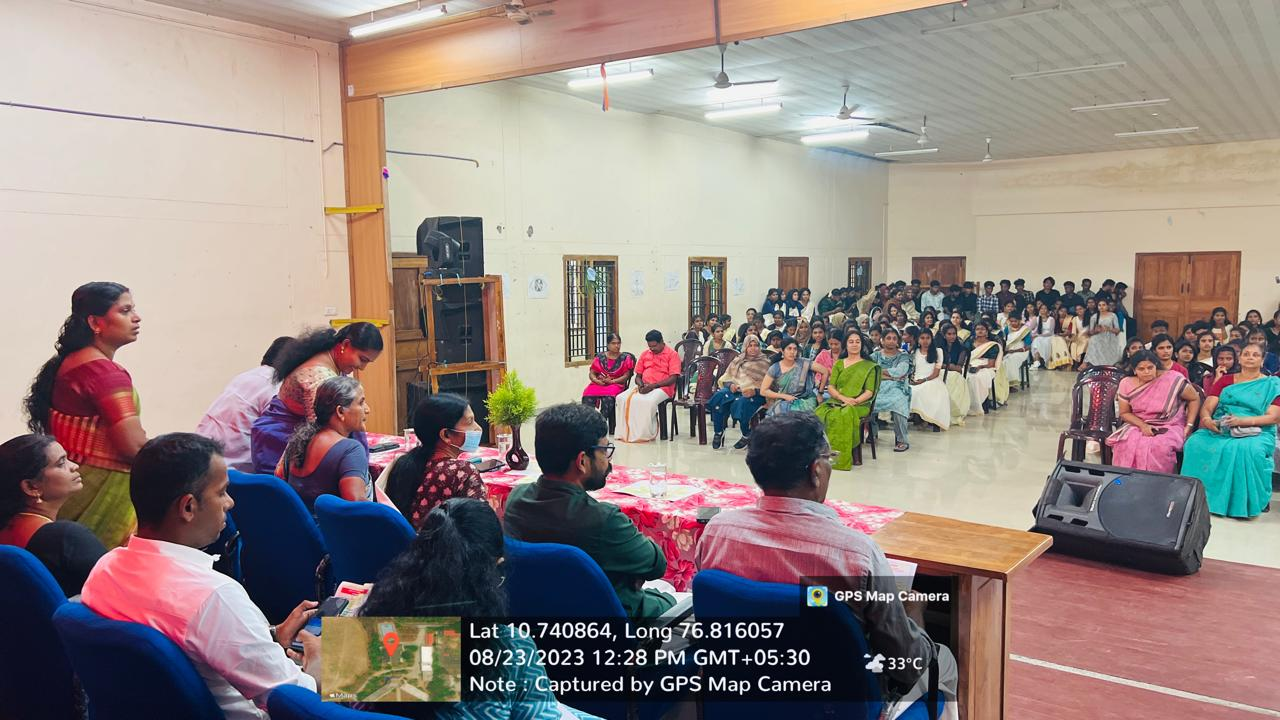 GPS Map Camera
Lat 10.740864, Long 76.816057
08/23/2023 12:28 PM GMT+05:30
33°C
Note : Captured by GPS Map Camera
Maps